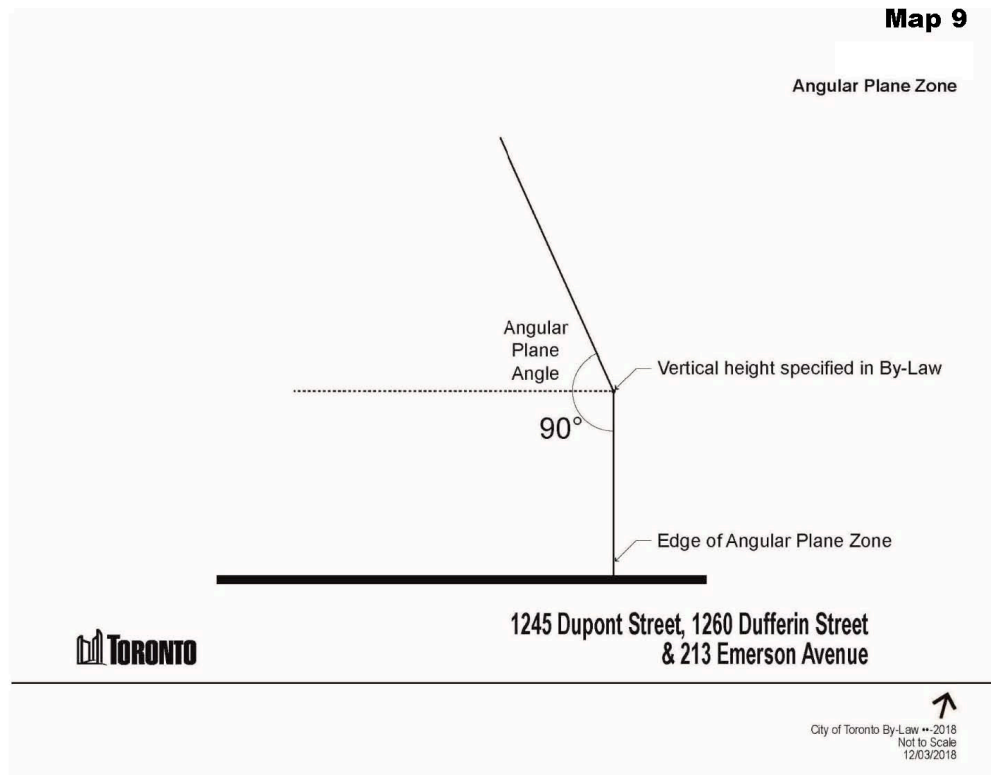 Map 9
Angular Plane Zone
Angular
Plane
Angle
Vertical height specified in By-Law
90°
Edge of Angular Plane Zone
1245 Dupont Street, 1260 Dufferin Street
& 213 Emerson Avenue
TORONTO
City of Toronto By-Law ••-2018
Not to Scale
12/03/2018